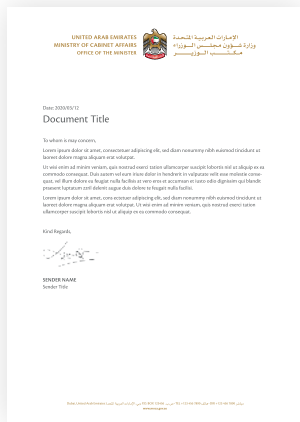 UNITED ARAB EMIRATES
MINISTRY OF CABINET AFFAIRS
OFFICE OF THE MINISTER
الإمارات العربية المتحدة
وزارة شؤون مجلس الوزراء
مكتب الوزير
Date: 2020/05/12
Document Title
To whom is may concern,
Lorem ipsum dolor sit amet, consectetuer adipiscing elit, sed diam nonummy nibh euismod tincidunt ut
laoreet dolore magna aliquam erat volutpat.
Ut wisi enim ad minim veniam, quis nostrud exerci tation ullamcorper suscipit lobortis nisl ut aliquip ex ea
commodo consequat. Duis autem vel eum iriure dolor in hendrerit in vulputate velit esse molestie conse-
quat, vel illum dolore eu feugiat nulla facilisis at vero eros et accumsan et iusto odio dignissim qui blandit
praesent luptatum zzril delenit augue duis dolore te feugait nulla facilisi.
Lorem ipsum dolor sit amet, cons ectetuer adipiscing elit, sed diam nonummy nibh euismod tincidunt ut
laoreet dolore magna aliquam erat volutpat. Ut wisi enim ad minim veniam, quis nostrud exerci tation
ullamcorper suscipit lobortis nisl ut aliquip ex ea commodo consequat.
Kind Regards,
SENDER NAME
Sender Title